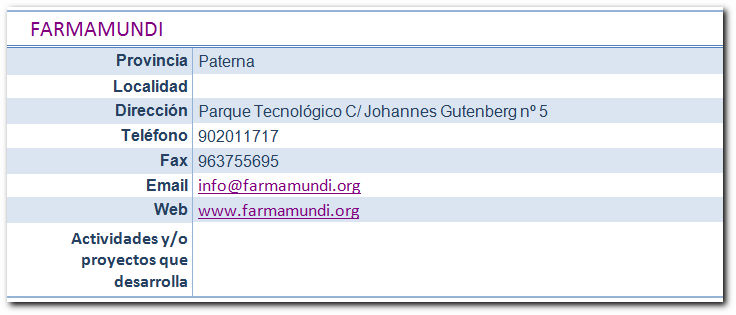 FARMAMUNDI
Provincia Paterna
Localidad
Dirección Parque Tecnológico C/ Johannes Gutenberg nº 5
Teléfono 902011717
Fax 963755695
Email info@farmamundi.org
Web www.farmamundi.org
Actividades y/o
proyectos que
desarrolla